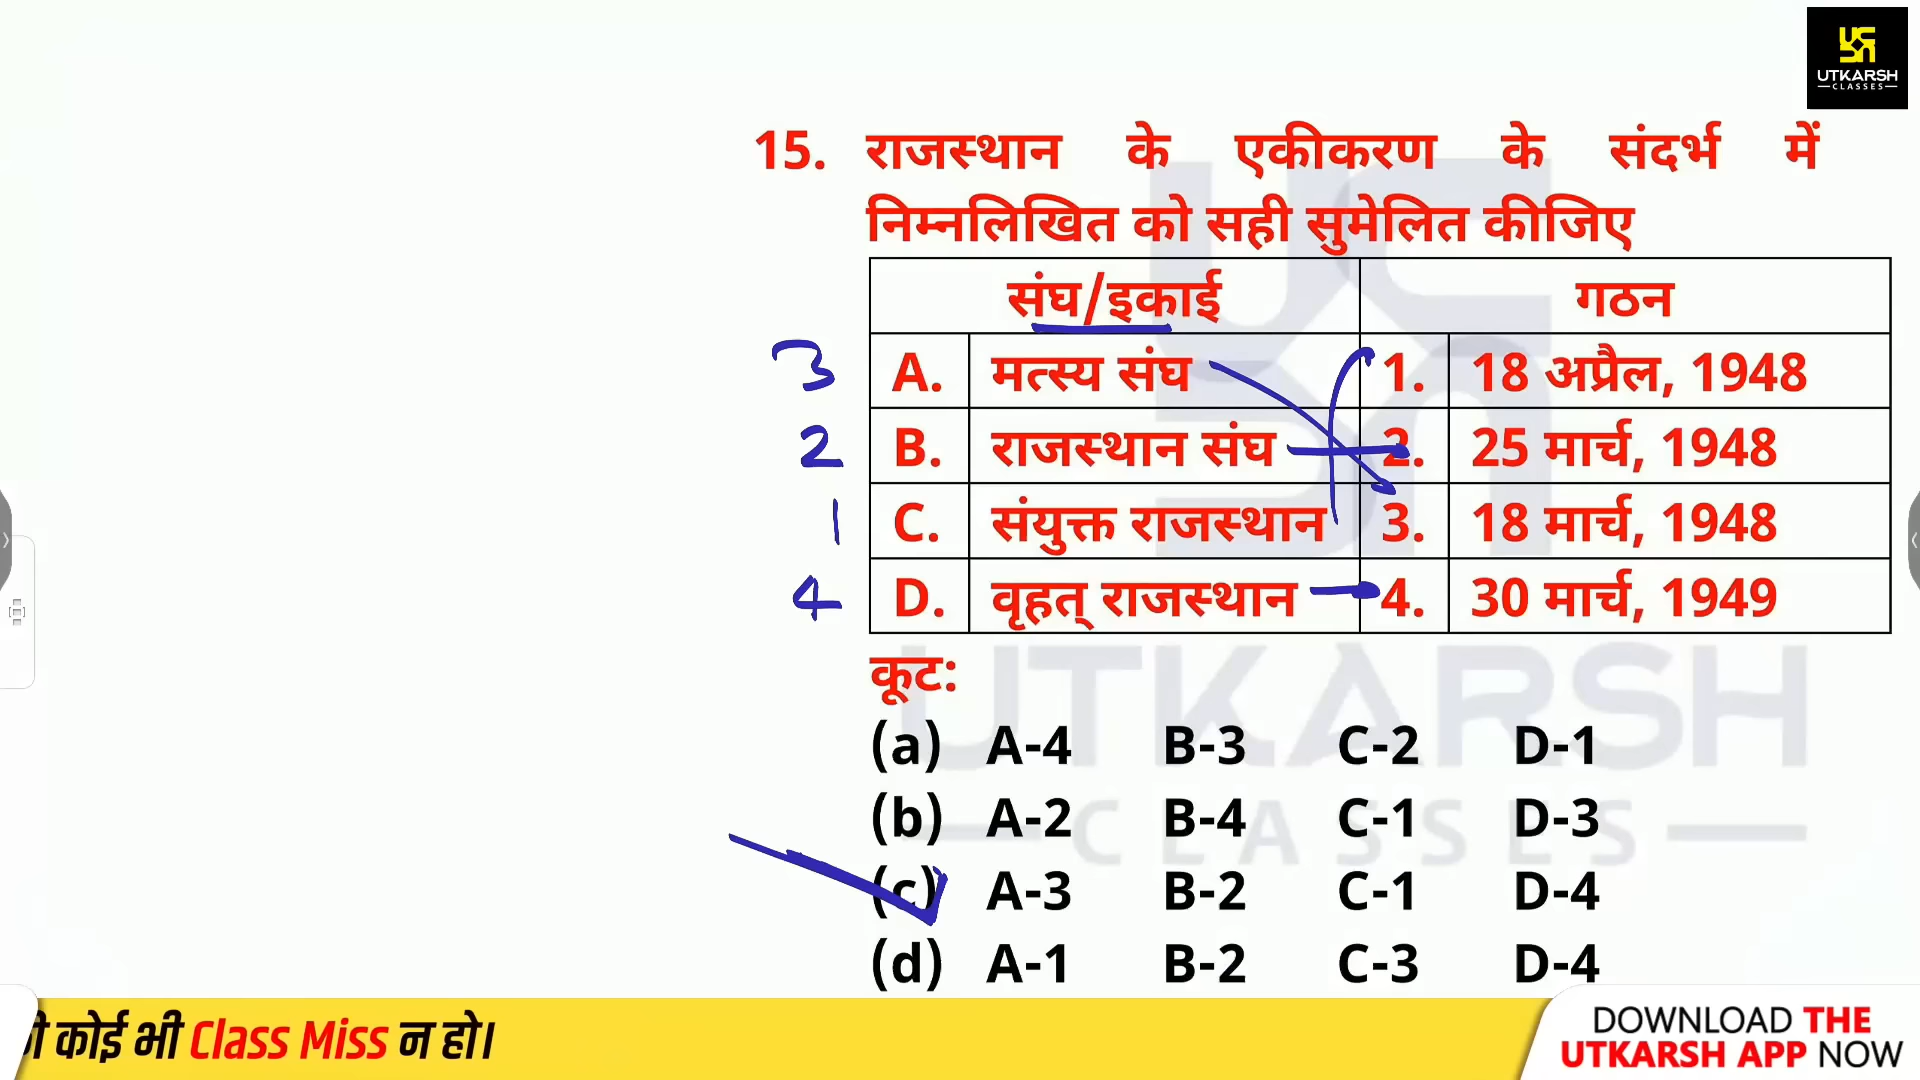 UTKARSH
CLASSES
15. राजस्थान के एकीकरण के संदर्भ में
निम्नलिखित को सही सुमेलित कीजिए
संघ/इकाई गठन
3 A. मत्स्य संघ 1. 18 अप्रैल, 1948
2 B. राजस्थान संघ 2. 25 मार्च, 1948
1 C. संयुक्त राजस्थान 3. 18 मार्च, 1948
4 D. वृहत् राजस्थान 4. 30 मार्च, 1949
कूटः
UTKARSH
CLASSES
(a) A-4 B-3 C-2 D-1
(b) A-2 B-4 C-1 D-3
(c) A-3 B-2 C-1 D-4
(d) A-1 B-2 C-3 D-4
कोई भी Class Miss न हो।
DOWNLOAD THE
UTKARSH APP NOW